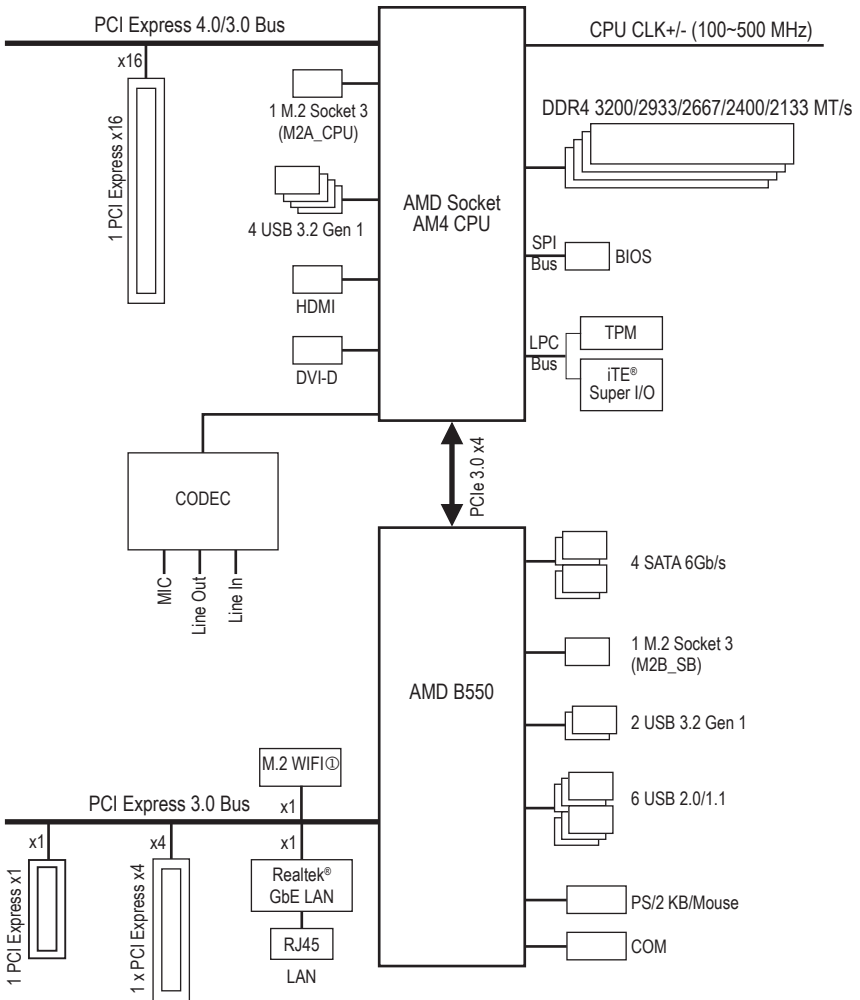 PCI Express 4.0/3.0 Bus
CPU CLK+/- (100~500 MHz)
x16
1 PCI Express x16
1 M.2 Socket 3
(M2A_CPU)
DDR4 3200/2933/2667/2400/2133 MT/s
4 USB 3.2 Gen 1
AMD Socket
AM4 CPU
SPI
Bus
BIOS
HDMI
DVI-D
LPC
Bus
TPM
iTE®
Super I/O
PCIe 3.0 x4
CODEC
MIC
Line Out
Line In
AMD B550
4 SATA 6Gb/s
1 M.2 Socket 3
(M2B_SB)
2 USB 3.2 Gen 1
6 USB 2.0/1.1
PS/2 KB/Mouse
COM
M.2 WIFI①
PCI Express 3.0 Bus
x1
x1
x4
x1
1 PCI Express x1
1 x PCI Express x4
Realtek®
GbE LAN
RJ45
LAN